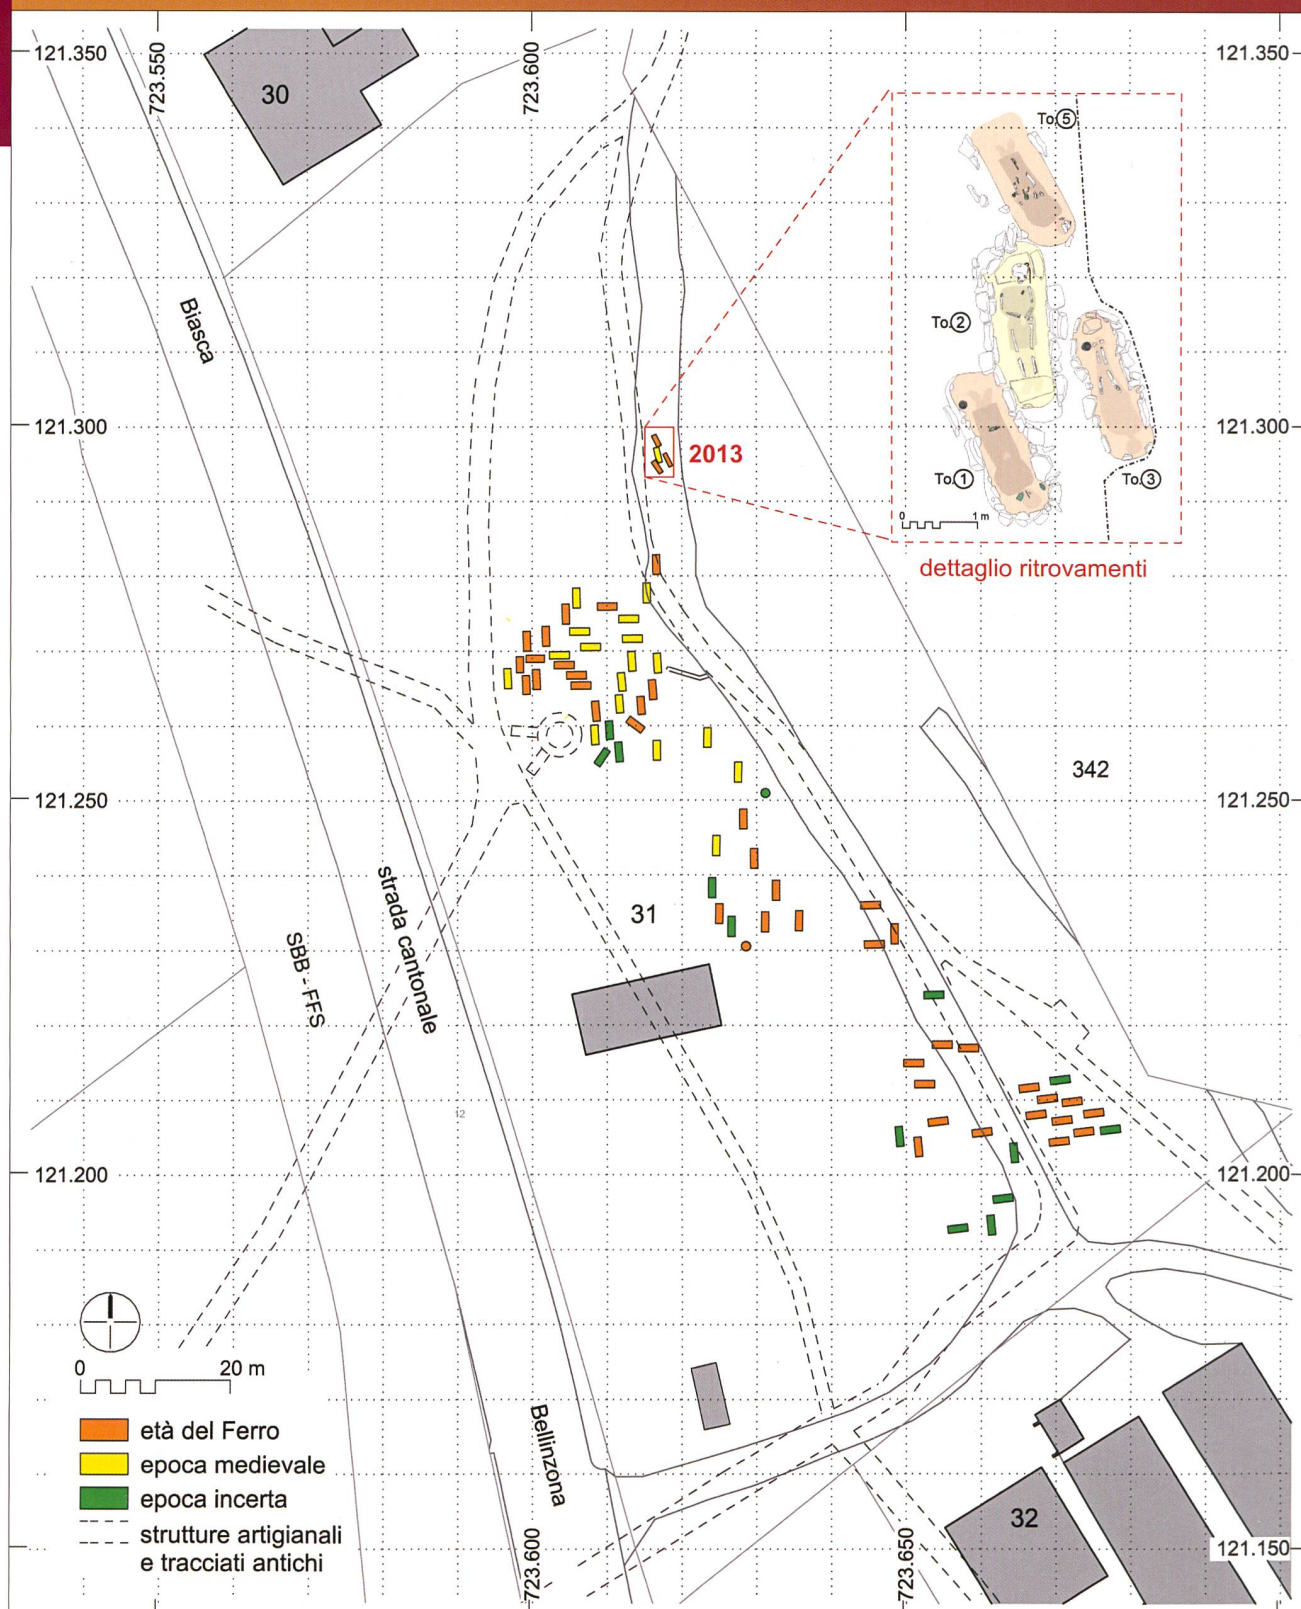 121.350
723.550
30
723.600
121.350
To.5
To.2
To.1
To.3
0 1 m
dettaglio ritrovamenti
Biasca
121.300
2013
121.300
342
121.250
121.250
strada cantonale
31
SBB - FFS
12
121.200
121.200
0 20 m
età del Ferro
epoca medievale
epoca incerta
strutture artigianali
e tracciati antichi
Bellinzona
32
723.600
723.650
121.150